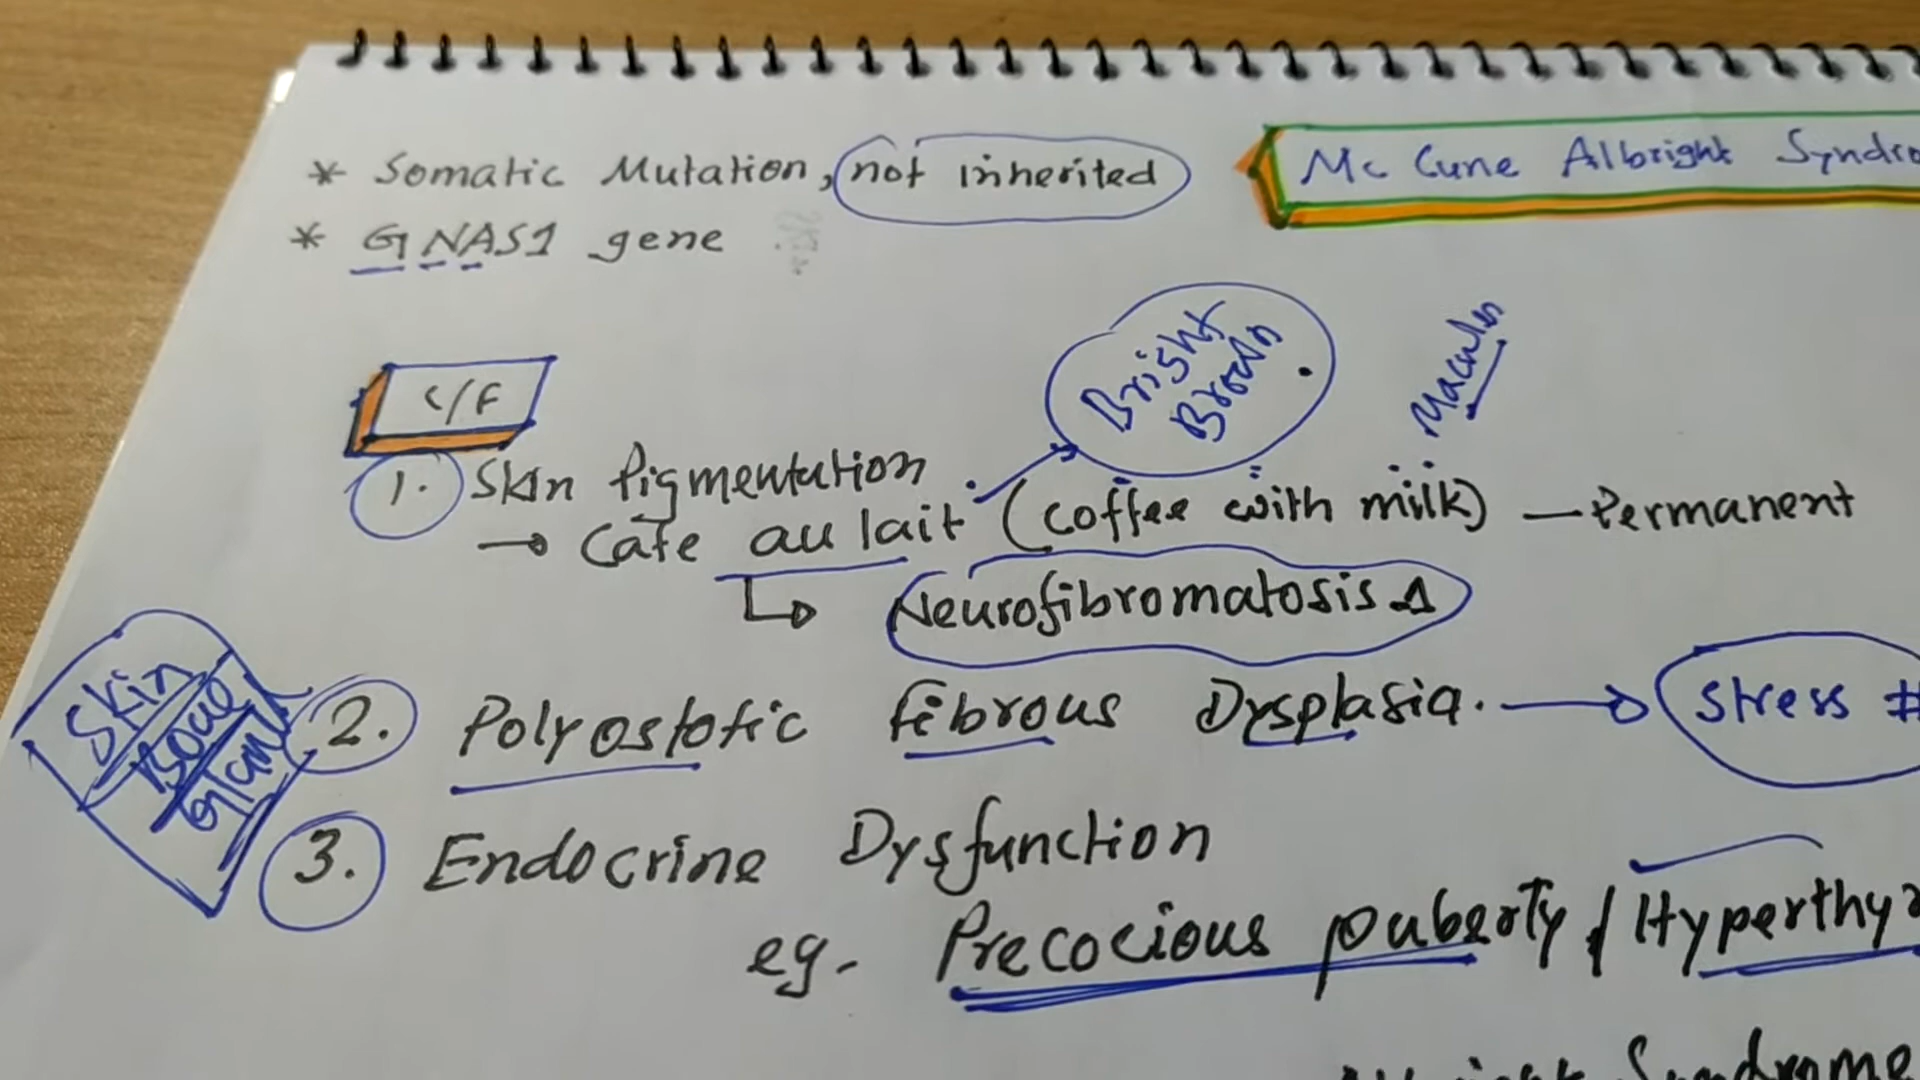 Mc Cune Albright Syndro
* Somatic Mutation, not inherited
* GNAS1 gene
C/F
Bright Brown
Macules
1. Skin Pigmentation
→ Cafe au lait (coffee with milk) — Permanent
↳ Neurofibromatosis 1
Skin
Bone
2. Polyostotic fibrous Dysplasia. → Stress #
3. Endocrine Dysfunction
eg. Precocious puberty / Hyperthy
Syndrome